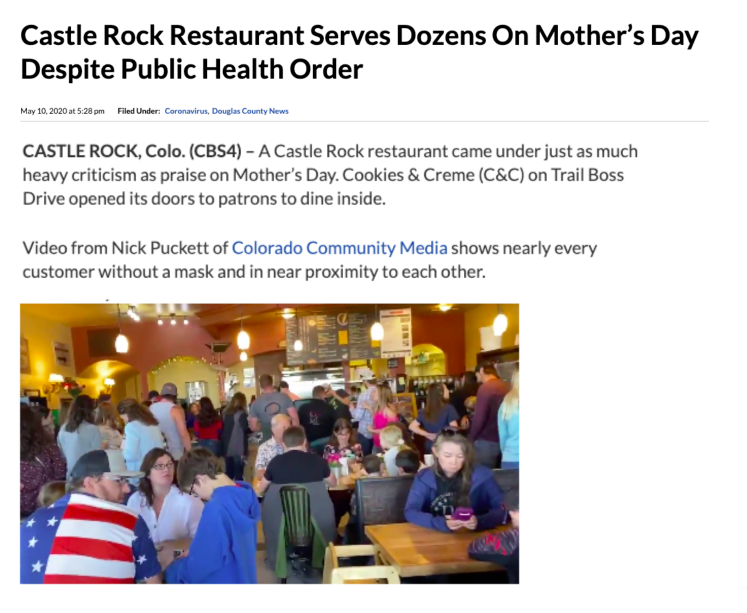 Castle Rock Restaurant Serves Dozens On Mother’s Day
Despite Public Health Order
May 10, 2020 at 5:28 pm Filed Under: Coronavirus, Douglas County News
CASTLE ROCK, Colo. (CBS4) – A Castle Rock restaurant came under just as much
heavy criticism as praise on Mother’s Day. Cookies & Creme (C&C) on Trail Boss
Drive opened its doors to patrons to dine inside.
Video from Nick Puckett of Colorado Community Media shows nearly every
customer without a mask and in near proximity to each other.